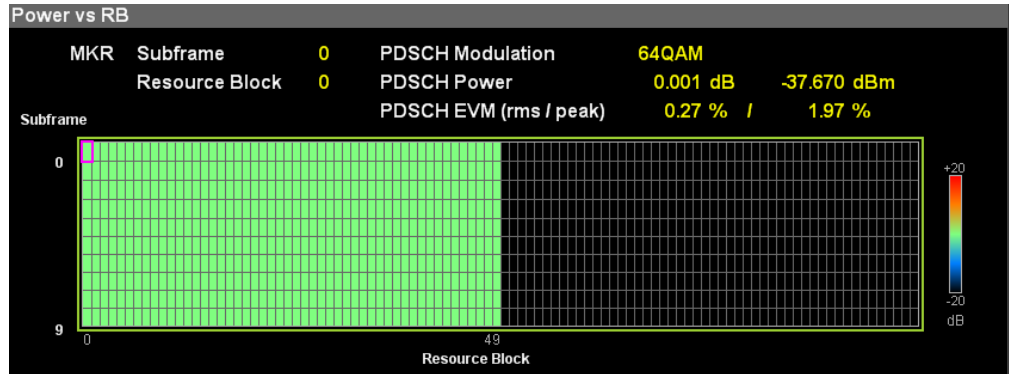 Power vs RB
MKR Subframe 0 PDSCH Modulation 64QAM
Resource Block 0 PDSCH Power 0.001 dB -37.670 dBm
PDSCH EVM (rms / peak) 0.27 % / 1.97 %
Subframe
0
+20
-20
dB
9
0 49
Resource Block